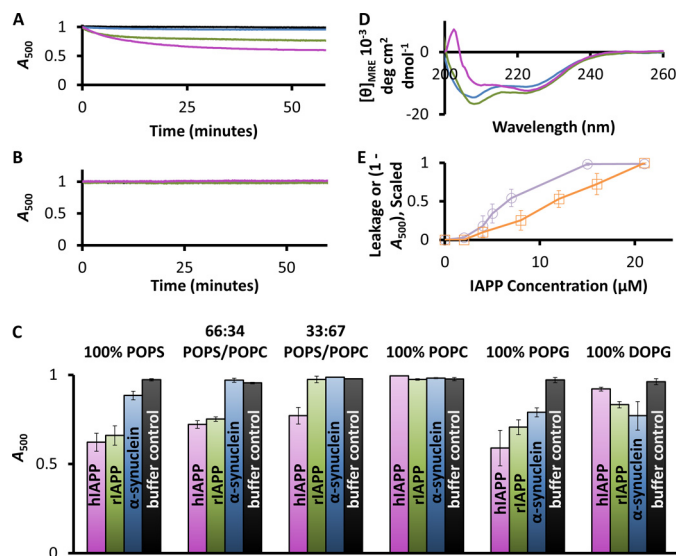 A
A500
1
0.5
0
0
25
50
Time (minutes)
B
A500
1
0.5
0
0
25
50
Time (minutes)
D
[θ]MRE 10-3
deg cm2
dmol-1
0
-20
200
220
240
260
Wavelength (nm)
E
Leakage or (1 -
A500), Scaled
1
0.5
0
0
10
20
IAPP Concentration (μM)
C
100% POPS
66:34
POPS/POPC
33:67
POPS/POPC
100% POPC
100% POPG
100% DOPG
A500
1
0.5
0
hIAPP
rIAPP
α-synuclein
buffer control
hIAPP
rIAPP
α-synuclein
buffer control
hIAPP
rIAPP
α-synuclein
buffer control
hIAPP
rIAPP
α-synuclein
buffer control
hIAPP
rIAPP
α-synuclein
buffer control
hIAPP
rIAPP
α-synuclein
buffer control